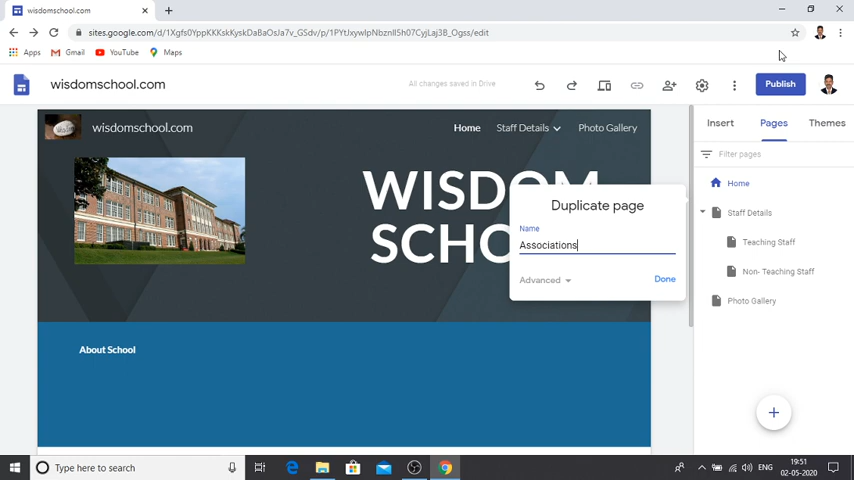 wisdomschool.com
sites.google.com/d/1Xgfs0YppKKKskKyskDaBaOsJa7v_GSdv/p/1PYtJxywIpNbznll5h07CyjLaj3B_Ogss/edit
Apps Gmail YouTube Maps
wisdomschool.com
All changes saved in Drive
Publish
wisdomschool.com
Home Staff Details Photo Gallery
WISDOM
SCHO
About School
Duplicate page
Name
Associations
Advanced
Done
Insert Pages Themes
Filter pages
Home
Staff Details
Teaching Staff
Non- Teaching Staff
Photo Gallery
Type here to search
ENG
19:51
02-05-2020